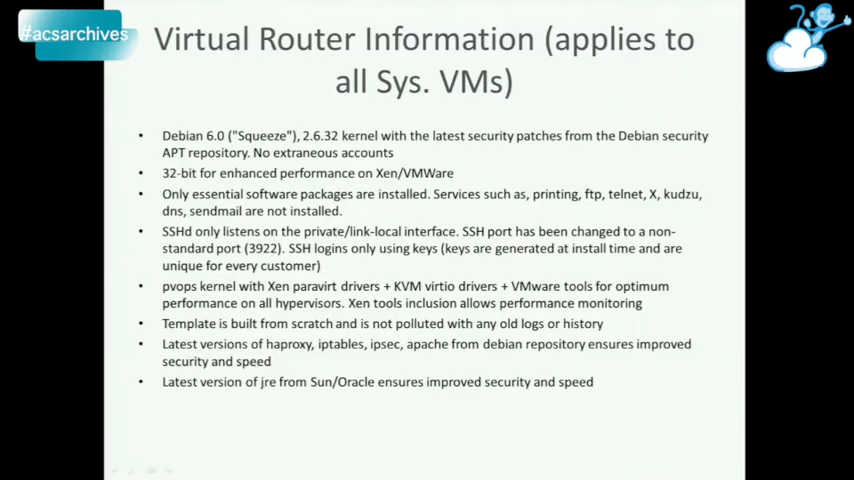 #acsarchives
Virtual Router Information (applies to
all Sys. VMs)
• Debian 6.0 ("Squeeze"), 2.6.32 kernel with the latest security patches from the Debian security
APT repository. No extraneous accounts
• 32-bit for enhanced performance on Xen/VMWare
• Only essential software packages are installed. Services such as, printing, ftp, telnet, X, kudzu,
dns, sendmail are not installed.
• SSHd only listens on the private/link-local interface. SSH port has been changed to a non-
standard port (3922). SSH logins only using keys (keys are generated at install time and are
unique for every customer)
• pvops kernel with Xen paravirt drivers + KVM virtio drivers + VMware tools for optimum
performance on all hypervisors. Xen tools inclusion allows performance monitoring
• Template is built from scratch and is not polluted with any old logs or history
• Latest versions of haproxy, iptables, ipsec, apache from debian repository ensures improved
security and speed
• Latest version of jre from Sun/Oracle ensures improved security and speed